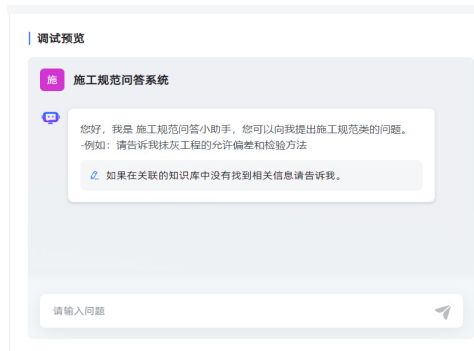 调试预览
施
施工规范问答系统
您好，我是 施工规范问答小助手，您可以向我提出施工规范类的问题。
-例如：请告诉我抹灰工程的允许偏差和检验方法
如果在关联的知识库中没有找到相关信息请告诉我。
请输入问题